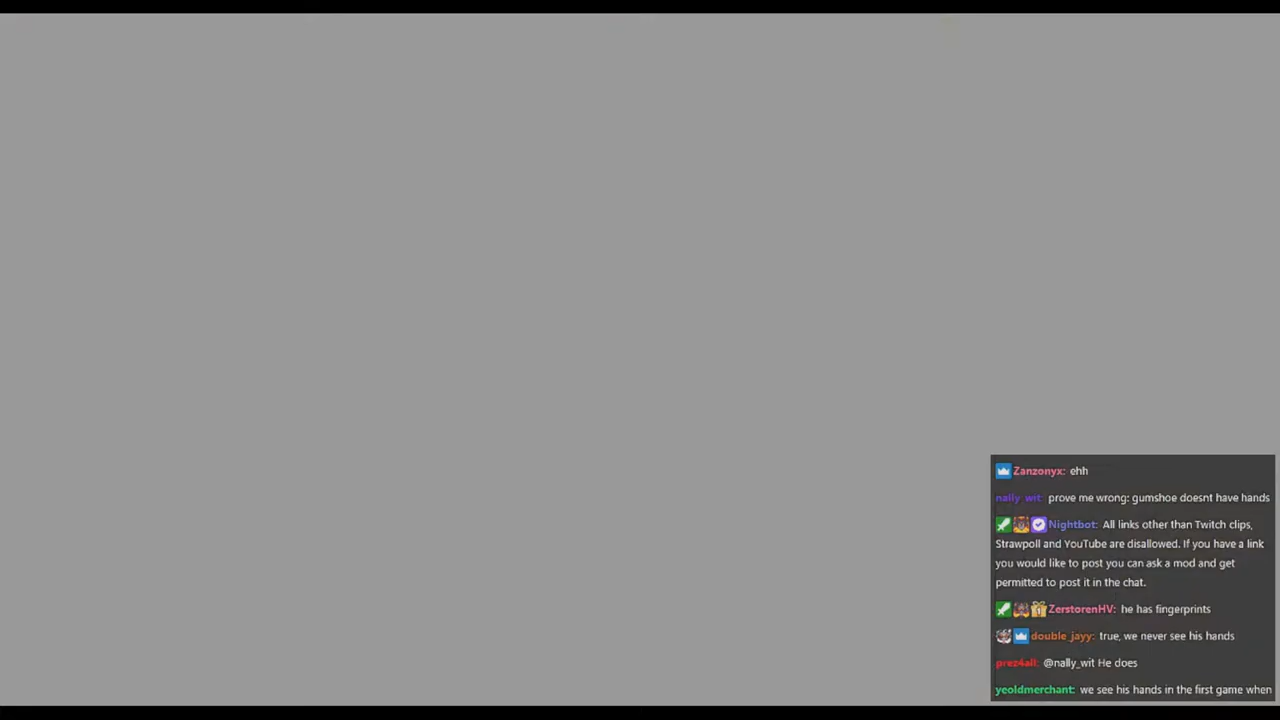 Zanzonyx: ehh
nally_wit: prove me wrong: gumshoe doesnt have hands
Nightbot: All links other than Twitch clips,
Strawpoll and YouTube are disallowed. If you have a link
you would like to post you can ask a mod and get
permitted to post it in the chat.
ZerstorenHV: he has fingerprints
double_jayy: true, we never see his hands
prez4all: @nally_wit He does
yeoldmerchant: we see his hands in the first game when